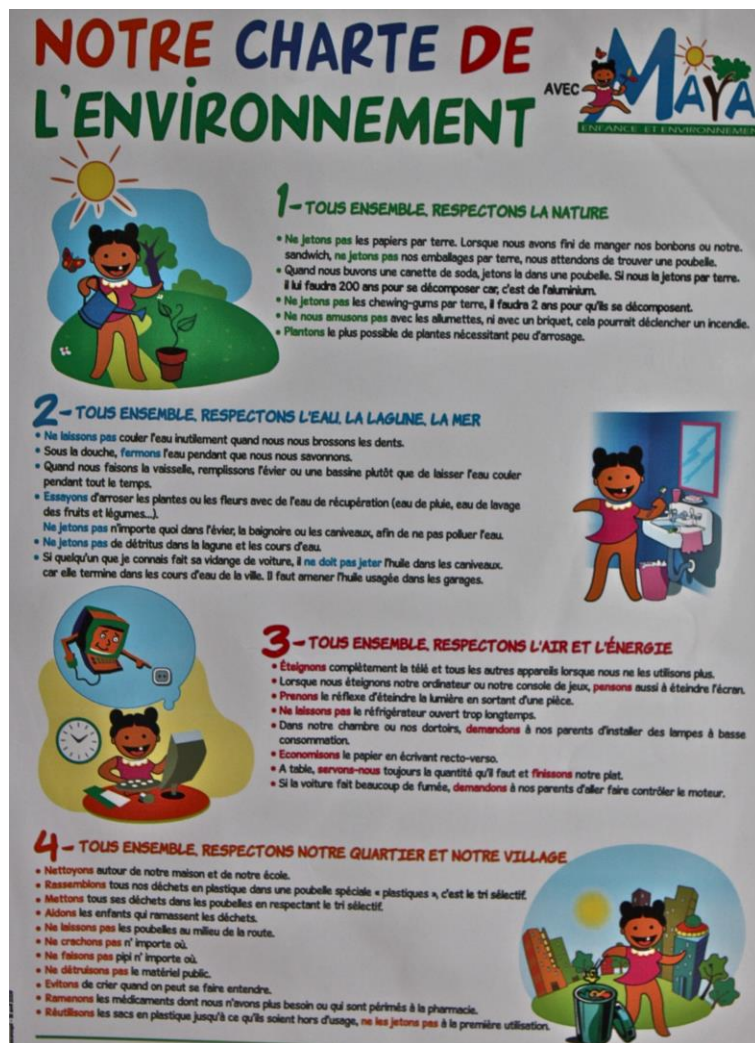 NOTRE CHARTE DE
L'ENVIRONNEMENT
AVEC MAYA
ENFANCE ET ENVIRONNEMENT
1- TOUS ENSEMBLE, RESPECTONS LA NATURE
• Ne jetons pas les papiers par terre. Lorsque nous avons fini de manger nos bonbons ou notre.
sandwich, ne jetons pas nos emballages par terre, nous attendons de trouver une poubelle.
• Quand nous buvons une canette de soda, jetons la dans une poubelle. Si nous la jetons par terre.
il lui faudra 200 ans pour se décomposer car, c'est de l'aluminium.
• Ne jetons pas les chewing-gums par terre, il faudra 2 ans pour qu'ils se décomposent.
• Ne nous amusons pas avec les allumettes, ni avec un briquet, cela pourrait déclencher un incendie.
• Plantons le plus possible de plantes nécessitant peu d'arrosage.
2- TOUS ENSEMBLE, RESPECTONS L'EAU, LA LAGUNE, LA MER
• Ne laissons pas couler l'eau inutilement quand nous nous brossons les dents.
• Sous la douche, fermons l'eau pendant que nous nous savonnons.
• Quand nous faisons la vaisselle, remplissons l'évier ou une bassine plutôt que de laisser l'eau couler
pendant tout le temps.
• Essayons d'arroser les plantes ou les fleurs avec de l'eau de récupération (eau de pluie, eau de lavage
des fruits et légumes...).
Ne jetons pas n'importe quoi dans l'évier, la baignoire ou les caniveaux, afin de ne pas polluer l'eau.
• Ne jetons pas de détritus dans la lagune et les cours d'eau.
• Si quelqu'un que je connais fait sa vidange de voiture, il ne doit pas jeter l'huile dans les caniveaux.
car elle termine dans les cours d'eau de la ville. Il faut amener l'huile usagée dans les garages.
3- TOUS ENSEMBLE, RESPECTONS L'AIR ET L'ÉNERGIE
• Éteignons complètement la télé et tous les autres appareils lorsque nous ne les utilisons plus.
• Lorsque nous éteignons notre ordinateur ou notre console de jeux, pensons aussi à éteindre l'écran.
• Prenons le réflexe d'éteindre la lumière en sortant d'une pièce.
• Ne laissons pas le réfrigérateur ouvert trop longtemps.
• Dans notre chambre ou nos dortoirs, demandons à nos parents d'installer des lampes à basse
consommation.
• Economisons le papier en écrivant recto-verso.
• A table, servons-nous toujours la quantité qu'il faut et finissons notre plat.
• Si la voiture fait beaucoup de fumée, demandons à nos parents d'aller faire contrôler le moteur.
4- TOUS ENSEMBLE, RESPECTONS NOTRE QUARTIER ET NOTRE VILLAGE
• Nettoyons autour de notre maison et de notre école.
• Rassemblons tous nos déchets en plastique dans une poubelle spéciale « plastiques », c'est le tri sélectif.
• Mettons tous ses déchets dans les poubelles en respectant le tri sélectif.
• Aidons les enfants qui ramassent les déchets.
• Ne laissons pas les poubelles au milieu de la route.
• Ne crachons pas n' importe où.
• Ne faisons pas pipi n' importe où.
• Ne détruisons pas le matériel public.
• Evitons de crier quand on peut se faire entendre.
• Ramenons les médicaments dont nous n'avons plus besoin ou qui sont périmés à la pharmacie.
• Réutilisons les sacs en plastique jusqu'à ce qu'ils soient hors d'usage, ne les jetons pas à la première utilisation.